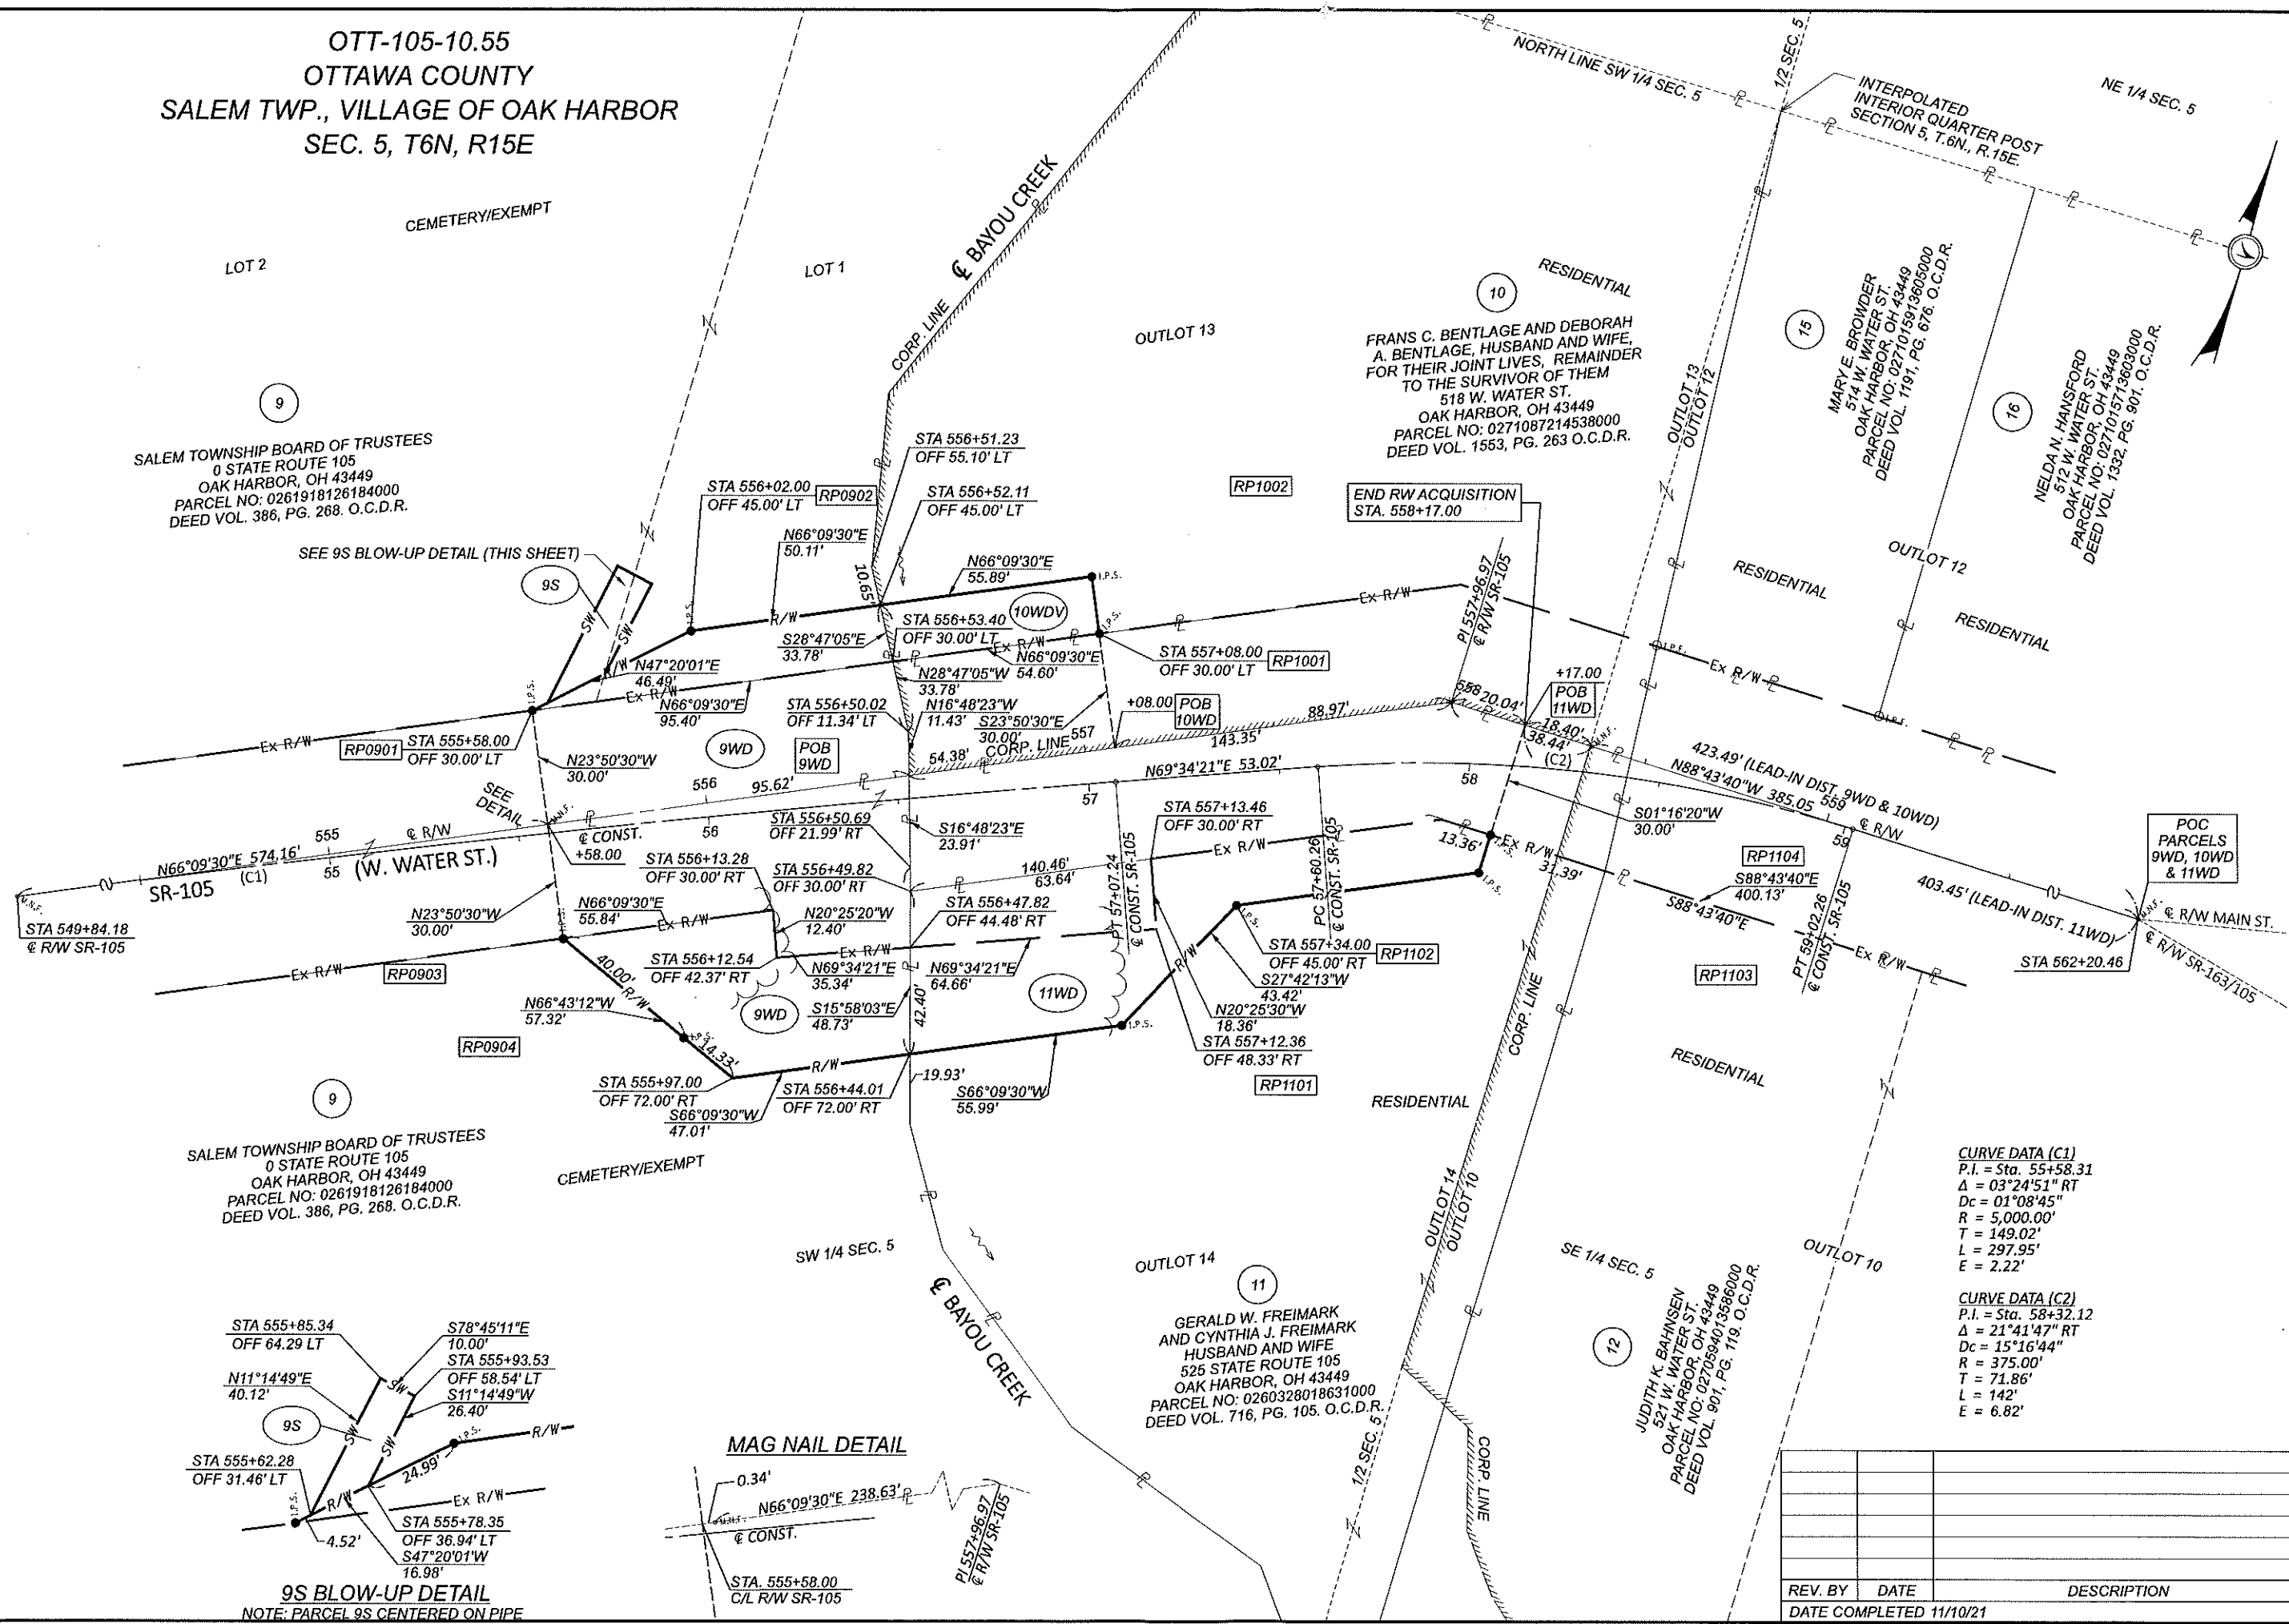 OTT-105-10.55
OTTAWA COUNTY
SALEM TWP., VILLAGE OF OAK HARBOR
SEC. 5, T6N, R15E
CEMETERY/EXEMPT
LOT 2
LOT 1
CORP. LINE
℄ BAYOU CREEK
OUTLOT 13
NORTH LINE SW 1/4 SEC. 5
1/2 SEC. 5
INTERPOLATED
INTERIOR QUARTER POST
SECTION 5, T.6N., R.15E.
NE 1/4 SEC. 5
9
SALEM TOWNSHIP BOARD OF TRUSTEES
0 STATE ROUTE 105
OAK HARBOR, OH 43449
PARCEL NO: 0261918126184000
DEED VOL. 386, PG. 268. O.C.D.R.
10
RESIDENTIAL
FRANS C. BENTLAGE AND DEBORAH
A. BENTLAGE, HUSBAND AND WIFE,
FOR THEIR JOINT LIVES, REMAINDER
TO THE SURVIVOR OF THEM
518 W. WATER ST.
OAK HARBOR, OH 43449
PARCEL NO: 0271087214538000
DEED VOL. 1553, PG. 263 O.C.D.R.
15
MARY E. BROWDER
514 W. WATER ST.
OAK HARBOR, OH 43449
PARCEL NO: 0271015913605000
DEED VOL. 1191, PG. 676. O.C.D.R.
16
NELDA N. HANSFORD
512 W. WATER ST.
OAK HARBOR, OH 43449
PARCEL NO: 0271015713603000
DEED VOL. 1332, PG. 901. O.C.D.R.
OUTLOT 13
OUTLOT 12
OUTLOT 12
RESIDENTIAL
RESIDENTIAL
SEE 9S BLOW-UP DETAIL (THIS SHEET)
9S
SW
SW
STA 556+02.00
OFF 45.00' LT
RP0902
STA 556+51.23
OFF 55.10' LT
STA 556+52.11
OFF 45.00' LT
N66°09'30"E
50.11'
10.65'
N66°09'30"E
55.89'
I.P.S.
RP1002
END RW ACQUISITION
STA. 558+17.00
PI 557+96.97
℄ R/W SR-105
10WDV
I.P.S.
R/W
STA 556+53.40
OFF 30.00' LT
S28°47'05"E
33.78'
Ex R/W
N66°09'30"E
54.60'
STA 557+08.00
OFF 30.00' LT
RP1001
Ex R/W
I.P.F.
Ex R/W
I.P.F.
I.P.S.
R/W
N47°20'01"E
46.49'
Ex R/W
N66°09'30"E
95.40'
N28°47'05"W
33.78'
STA 556+50.02
OFF 11.34' LT
N16°48'23"W
11.43'
S23°50'30"E
30.00'
+08.00
POB
10WD
88.97'
558
20.04'
+17.00
POB
11WD
18.40'
38.44'
(C2)
M.N.F.
I.P.S.
Ex R/W
RP0901
STA 555+58.00
OFF 30.00' LT
N23°50'30"W
30.00'
9WD
POB
9WD
54.38'
CORP. LINE
557
143.35'
423.49' (LEAD-IN DIST. 9WD & 10WD)
N88°43'40"W 385.05
559
℄ R/W
59
SEE
DETAIL
M.N.F.
556
95.62'
N69°34'21"E 53.02'
57
58
S01°16'20"W
30.00'
POC
PARCELS
9WD, 10WD
& 11WD
555
℄ R/W
℄ CONST.
+58.00
56
STA 556+50.69
OFF 21.99' RT
S16°48'23"E
23.91'
STA 557+13.46
OFF 30.00' RT
N66°09'30"E 574.16'
SR-105
(C1)
55
(W. WATER ST.)
STA 556+13.28
OFF 30.00' RT
STA 556+49.82
OFF 30.00' RT
140.46'
63.64'
PT 57+07.24
℄ CONST. SR-105
PC 57+60.26
℄ CONST. SR-105
Ex R/W
13.36'
I.P.S.
Ex R/W
31.39'
RP1104
S88°43'40"E
400.13'
S88°43'40"E
403.45' (LEAD-IN DIST. 11WD)
M.N.F.
℄ R/W MAIN ST.
℄ R/W SR-163/105
STA 562+20.46
M.N.F.
STA 549+84.18
℄ R/W SR-105
N23°50'30"W
30.00'
N66°09'30"E
55.84'
Ex R/W
N20°25'20"W
12.40'
STA 556+47.82
OFF 44.48' RT
I.P.S.
I.P.S.
STA 557+34.00
OFF 45.00' RT
RP1102
I.P.S.
Ex R/W
RP0903
STA 556+12.54
OFF 42.37' RT
Ex R/W
N69°34'21"E
35.34'
N69°34'21"E
64.66'
R/W
S27°42'13"W
43.42'
RP1103
PT 59+02.26
℄ CONST. SR-105
Ex R/W
40.00'
R/W
N66°43'12"W
57.32'
9WD
S15°58'03"E
48.73'
42.40'
11WD
I.P.S.
N20°25'30"W
18.36'
STA 557+12.36
OFF 48.33' RT
RP0904
I.P.S.
14.33'
R/W
STA 555+97.00
OFF 72.00' RT
S66°09'30"W
47.01'
STA 556+44.01
OFF 72.00' RT
19.93'
S66°09'30"W
55.99'
RP1101
RESIDENTIAL
CORP. LINE
RESIDENTIAL
9
SALEM TOWNSHIP BOARD OF TRUSTEES
0 STATE ROUTE 105
OAK HARBOR, OH 43449
PARCEL NO: 0261918126184000
DEED VOL. 386, PG. 268. O.C.D.R.
CEMETERY/EXEMPT
SW 1/4 SEC. 5
℄ BAYOU CREEK
OUTLOT 14
11
GERALD W. FREIMARK
AND CYNTHIA J. FREIMARK
HUSBAND AND WIFE
525 STATE ROUTE 105
OAK HARBOR, OH 43449
PARCEL NO: 0260328018631000
DEED VOL. 716, PG. 105. O.C.D.R.
OUTLOT 14
OUTLOT 10
SE 1/4 SEC. 5
OUTLOT 10
12
JUDITH K. BAHNSEN
521 W. WATER ST.
OAK HARBOR, OH 43449
PARCEL NO: 0270594013586000
DEED VOL. 901, PG. 119. O.C.D.R.
1/2 SEC. 5
CORP. LINE
CURVE DATA (C1)
P.I. = Sta. 55+58.31
Δ = 03°24'51" RT
Dc = 01°08'45"
R = 5,000.00'
T = 149.02'
L = 297.95'
E = 2.22'
CURVE DATA (C2)
P.I. = Sta. 58+32.12
Δ = 21°41'47" RT
Dc = 15°16'44"
R = 375.00'
T = 71.86'
L = 142'
E = 6.82'
STA 555+85.34
OFF 64.29 LT
S78°45'11"E
10.00'
STA 555+93.53
OFF 58.54' LT
N11°14'49"E
40.12'
SW
S11°14'49"W
26.40'
9S
SW
SW
I.P.S.
R/W
STA 555+62.28
OFF 31.46' LT
24.99'
I.P.S.
R/W
Ex R/W
4.52'
STA 555+78.35
OFF 36.94' LT
S47°20'01"W
16.98'
9S BLOW-UP DETAIL
NOTE: PARCEL 9S CENTERED ON PIPE
MAG NAIL DETAIL
0.34'
N66°09'30"E 238.63'
M.N.F.
℄ CONST.
PI 557+96.97
℄ R/W SR-105
STA. 555+58.00
C/L R/W SR-105
REV. BY DATE DESCRIPTION
DATE COMPLETED 11/10/21